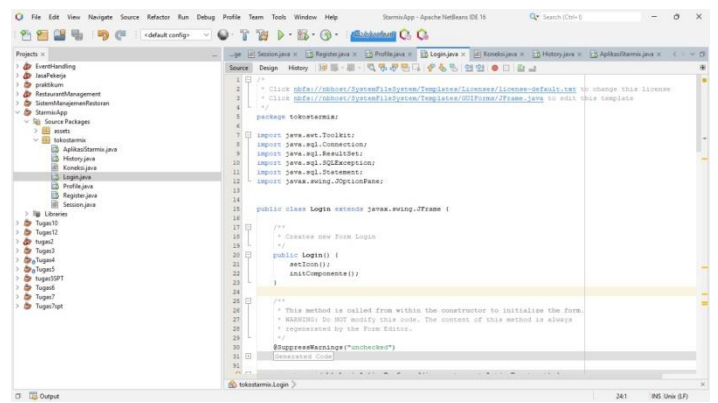 File Edit View Navigate Source Refactor Run Debug Profile Team Tools Window Help
StarmixApp - Apache NetBeans IDE 16
Search (Ctrl+I)
<default config>
Projects ×
EventHandling
JasaPekerja
praktikum
RestaurantManagement
SistemManajemenRestoran
StarmixApp
Source Packages
assets
tokostarmix
AplikasiStarmix.java
History.java
Koneksi.java
Login.java
Profile.java
Register.java
Session.java
Libraries
Tugas10
Tugas12
tugas2
Tugas3
Tugas4
Tugas5
tugas5SPT
Tugas6
Tugas7
Tugas7spt
...ge Session.java × Register.java × Profile.java × Login.java × Koneksi.java × History.java × AplikasiStarmix.java ×
Source Design History
1 /*
2 * Click nbfs://nbhost/SystemFileSystem/Templates/Licenses/license-default.txt to change this license
3 * Click nbfs://nbhost/SystemFileSystem/Templates/GUIForms/JFrame.java to edit this template
4 */
5 package tokostarmix;
6
7 import java.awt.Toolkit;
8 import java.sql.Connection;
9 import java.sql.ResultSet;
10 import java.sql.SQLException;
11 import java.sql.Statement;
12 import javax.swing.JOptionPane;
13
14
15 public class Login extends javax.swing.JFrame {
16
17 /**
18 * Creates new form Login
19 */
20 public Login() {
21 setIcon();
22 initComponents();
23 }
24
25 /**
26 * This method is called from within the constructor to initialize the form.
27 * WARNING: Do NOT modify this code. The content of this method is always
28 * regenerated by the Form Editor.
29 */
30 @SuppressWarnings("unchecked")
31 Generated Code
91
tokostarmix.Login
Output
24:1 INS Unix (LF)